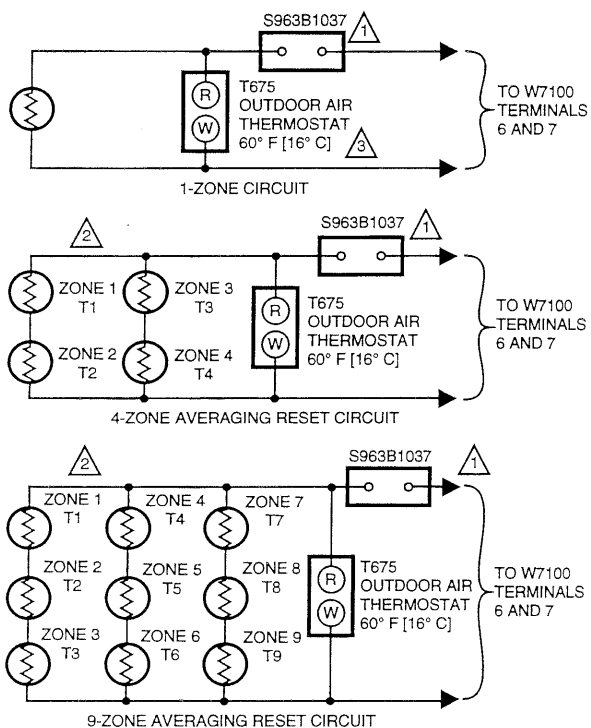 S963B1037
1
R
W
T675
OUTDOOR AIR
THERMOSTAT
60° F [16° C]
3
TO W7100
TERMINALS
6 AND 7
1-ZONE CIRCUIT
S963B1037
2
1
ZONE 1
T1
ZONE 3
T3
ZONE 2
T2
ZONE 4
T4
R
W
T675
OUTDOOR AIR
THERMOSTAT
60° F [16° C]
TO W7100
TERMINALS
6 AND 7
4-ZONE AVERAGING RESET CIRCUIT
S963B1037
2
1
ZONE 1
T1
ZONE 4
T4
ZONE 7
T7
ZONE 2
T2
ZONE 5
T5
ZONE 8
T8
ZONE 3
T3
ZONE 6
T6
ZONE 9
T9
R
W
T675
OUTDOOR AIR
THERMOSTAT
60° F [16° C]
TO W7100
TERMINALS
6 AND 7
9-ZONE AVERAGING RESET CIRCUIT